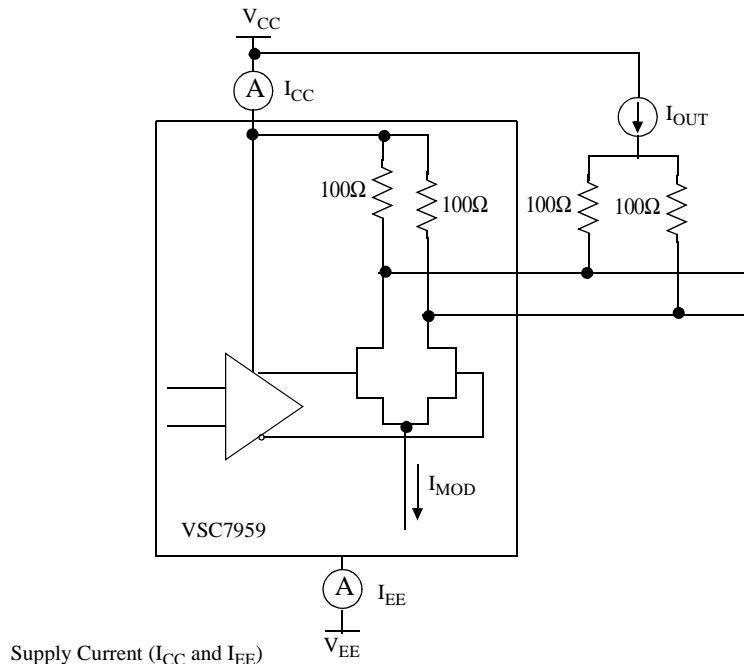 V_CC
A I_CC
I_OUT
100Ω
100Ω
100Ω
100Ω
I_MOD
VSC7959
A I_EE
V_EE
Supply Current (I_CC and I_EE)